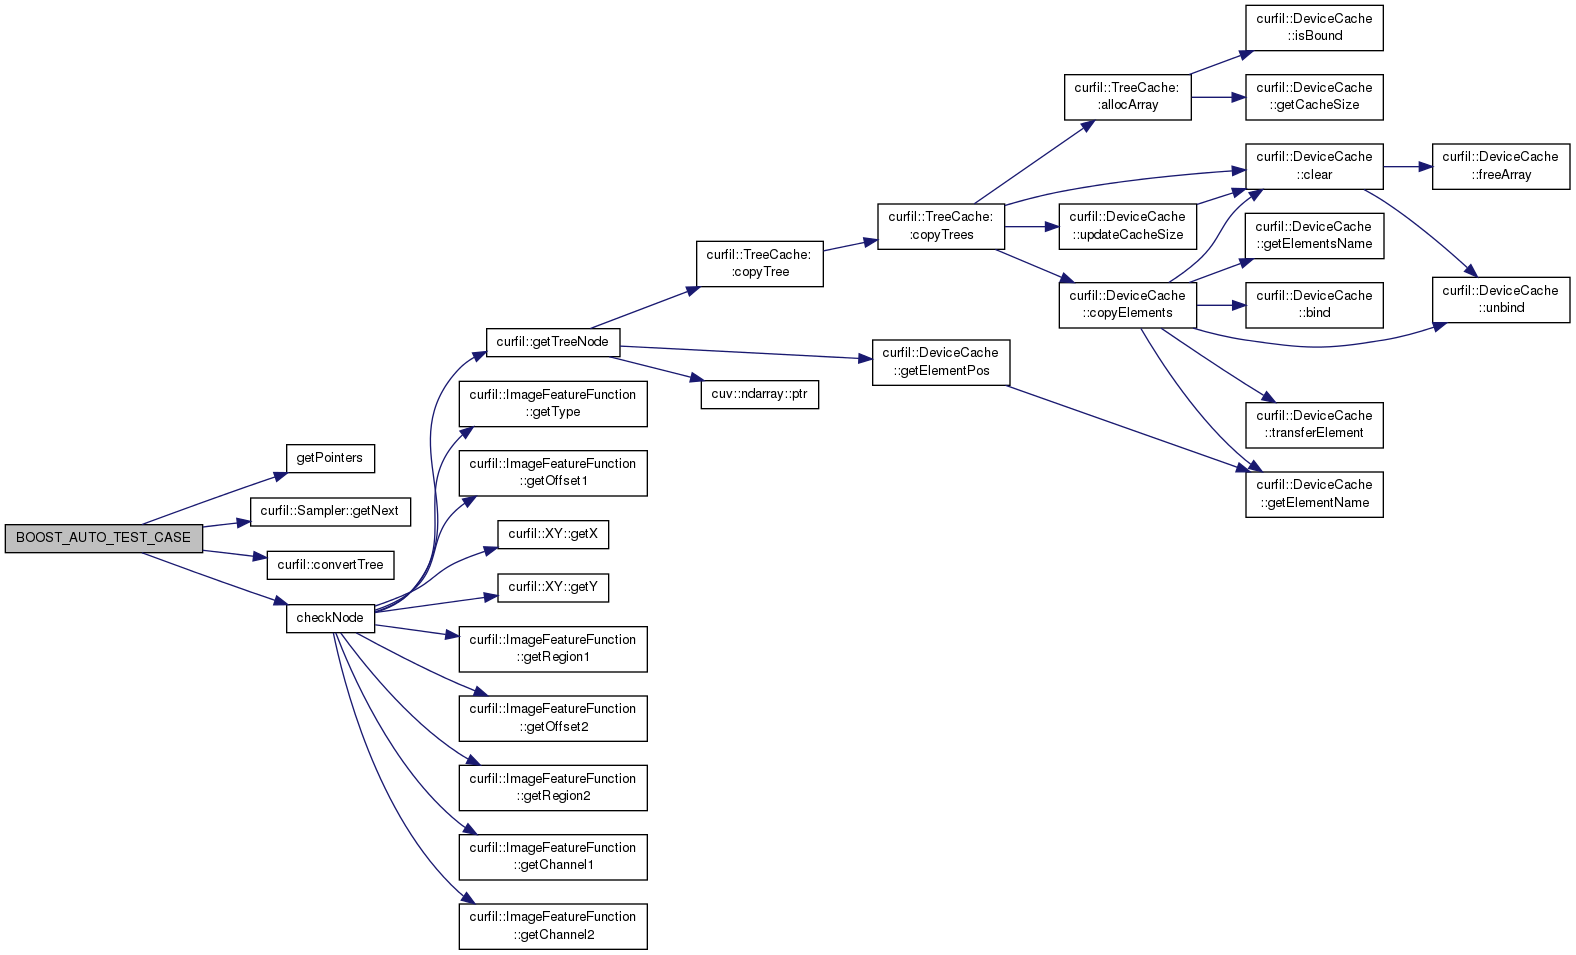 BOOST_AUTO_TEST_CASE
getPointers
curfil::Sampler::getNext
curfil::convertTree
checkNode
curfil::getTreeNode
curfil::ImageFeatureFunction
::getType
curfil::ImageFeatureFunction
::getOffset1
curfil::XY::getX
curfil::XY::getY
curfil::ImageFeatureFunction
::getRegion1
curfil::ImageFeatureFunction
::getOffset2
curfil::ImageFeatureFunction
::getRegion2
curfil::ImageFeatureFunction
::getChannel1
curfil::ImageFeatureFunction
::getChannel2
curfil::TreeCache:
:copyTree
curfil::DeviceCache
::getElementPos
cuv::ndarray::ptr
curfil::TreeCache:
:copyTrees
curfil::TreeCache:
:allocArray
curfil::DeviceCache
::updateCacheSize
curfil::DeviceCache
::copyElements
curfil::DeviceCache
::isBound
curfil::DeviceCache
::getCacheSize
curfil::DeviceCache
::clear
curfil::DeviceCache
::getElementsName
curfil::DeviceCache
::bind
curfil::DeviceCache
::transferElement
curfil::DeviceCache
::getElementName
curfil::DeviceCache
::freeArray
curfil::DeviceCache
::unbind